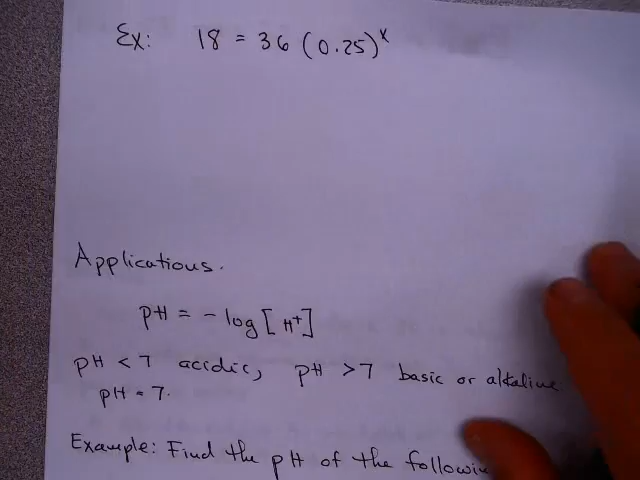 Ex: 18 = 36 (0.25)^x
Applications.
pH = - log [H⁺]
pH < 7 acidic, pH > 7 basic or alkaline
pH = 7.
Example: Find the pH of the